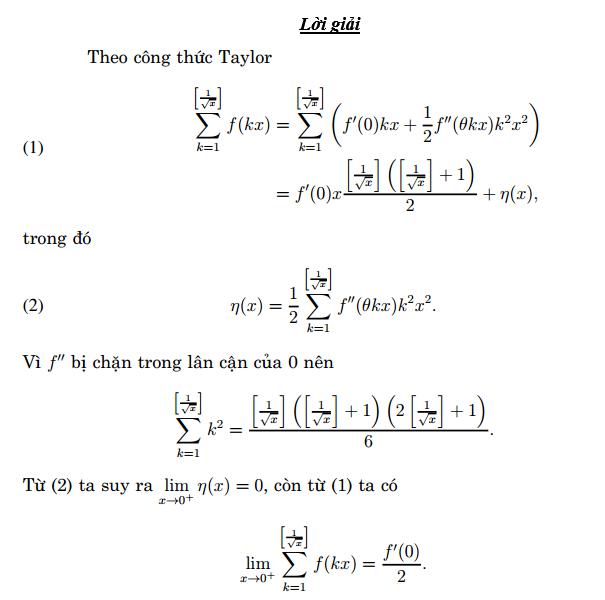 Lời giải
Theo công thức Taylor
(1) \sum_{k=1}^{\left[\frac{1}{\sqrt{x}}\right]} f(kx) = \sum_{k=1}^{\left[\frac{1}{\sqrt{x}}\right]} \left( f'(0)kx + \frac{1}{2} f''(\theta kx)k^2x^2 \right)
= f'(0)x \frac{\left[\frac{1}{\sqrt{x}}\right]\left(\left[\frac{1}{\sqrt{x}}\right]+1\right)}{2} + \eta(x),
trong đó
(2) \eta(x) = \frac{1}{2} \sum_{k=1}^{\left[\frac{1}{\sqrt{x}}\right]} f''(\theta kx)k^2x^2.
Vì f'' bị chặn trong lân cận của 0 nên
\sum_{k=1}^{\left[\frac{1}{\sqrt{x}}\right]} k^2 = \frac{\left[\frac{1}{\sqrt{x}}\right]\left(\left[\frac{1}{\sqrt{x}}\right]+1\right)\left(2\left[\frac{1}{\sqrt{x}}\right]+1\right)}{6}.
Từ (2) ta suy ra \lim_{x \to 0^+} \eta(x) = 0, còn từ (1) ta có
\lim_{x \to 0^+} \sum_{k=1}^{\left[\frac{1}{\sqrt{x}}\right]} f(kx) = \frac{f'(0)}{2}.